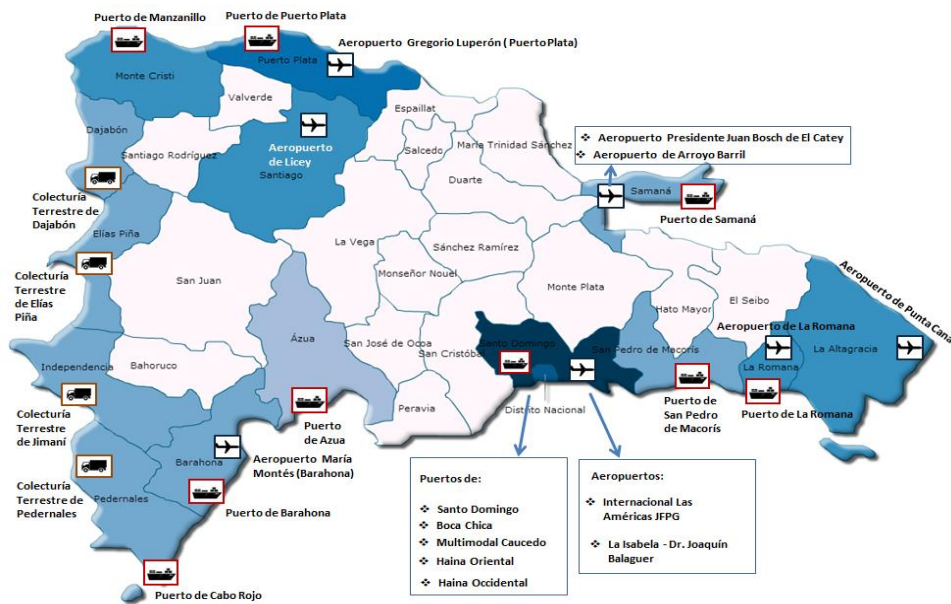 Puerto de Manzanillo
Puerto de Puerto Plata
Aeropuerto Gregorio Luperón ( Puerto Plata)
Puerto Plata
Monte Cristi
Valverde
Espaillat
Dajabón
Santiago Rodríguez
Aeropuerto
de Licey
Santiago
Salcedo
María Trinidad Sánchez
Duarte
❖ Aeropuerto Presidente Juan Bosch de El Catey
❖ Aeropuerto de Arroyo Barril
Samaná
Puerto de Samaná
Colecturía
Terrestre de
Dajabón
Elías Piña
La Vega
Sánchez Ramírez
Colecturía
Terrestre
de Elías
Piña
San Juan
Monseñor Nouel
Monte Plata
Hato Mayor
El Seibo
Aeropuerto de Punta Cana
Aeropuerto de La Romana
Ázua
San José de Ocoa
San Cristóbal
Santo Domingo
San Pedro de Macorís
La Altagracia
La Romana
Independencia
Bahoruco
Distrito Nacional
Peravia
Colecturía
Terrestre
de Jimaní
Puerto
de Azua
Puerto de
San Pedro
de Macorís
Puerto de La Romana
Barahona
Aeropuerto María
Montés (Barahona)
Colecturía
Terrestre de
Pedernales
Pedernales
Puerto de Barahona
Puerto de Cabo Rojo
Puertos de:
❖ Santo Domingo
❖ Boca Chica
❖ Multimodal Caucedo
❖ Haina Oriental
❖ Haina Occidental
Aeropuertos:
❖ Internacional Las
Américas JFPG
❖ La Isabela - Dr. Joaquín
Balaguer